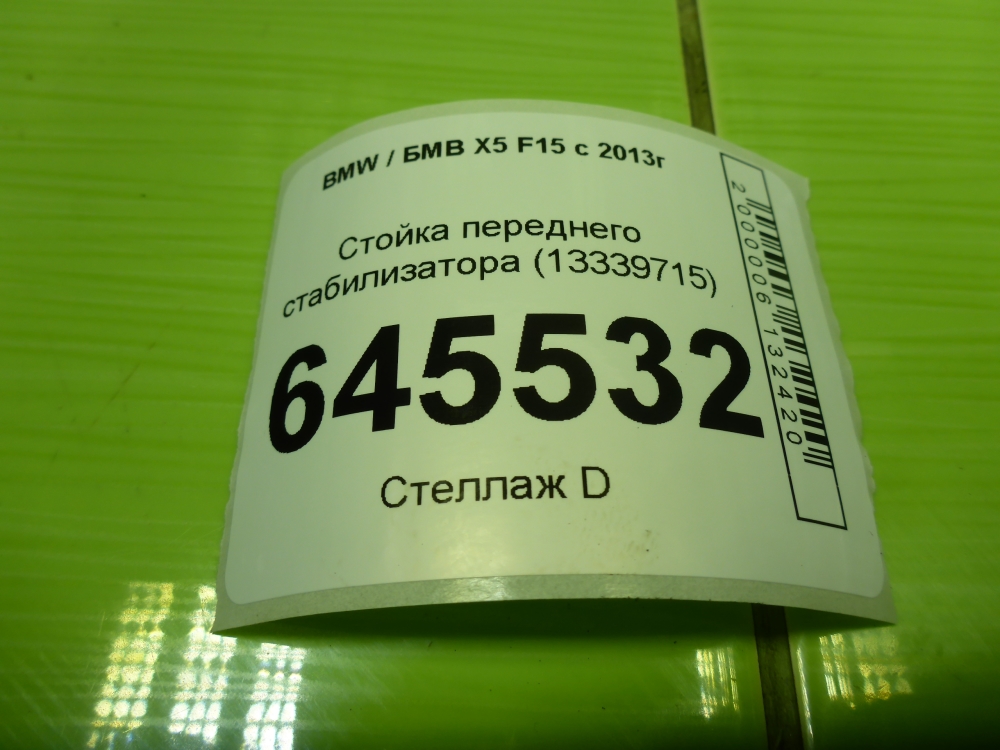 BMW / БМВ X5 F15 с 2013г
Стойка переднего
стабилизатора (13339715)
645532
Стеллаж D
2000006132420